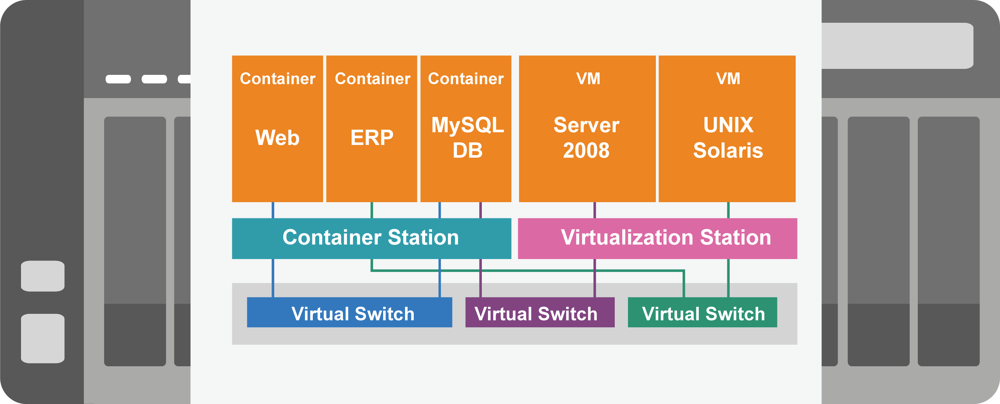 Container
Web
Container
ERP
Container
MySQL
DB
VM
Server
2008
VM
UNIX
Solaris
Container Station
Virtualization Station
Virtual Switch
Virtual Switch
Virtual Switch